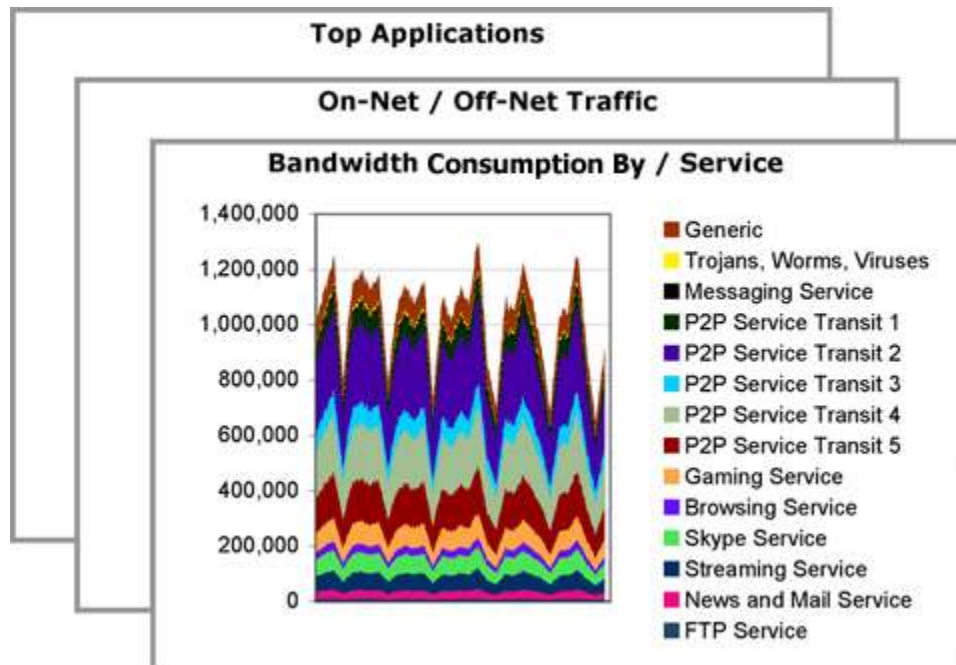 Top Applications
On-Net / Off-Net Traffic
Bandwidth Consumption By / Service
1,400,000
1,200,000
1,000,000
800,000
600,000
400,000
200,000
0
Generic
Trojans, Worms, Viruses
Messaging Service
P2P Service Transit 1
P2P Service Transit 2
P2P Service Transit 3
P2P Service Transit 4
P2P Service Transit 5
Gaming Service
Browsing Service
Skype Service
Streaming Service
News and Mail Service
FTP Service